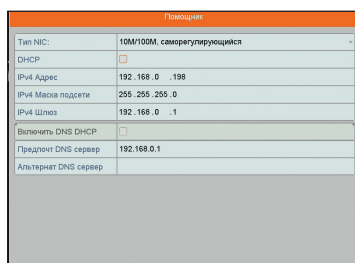 Помощник
Тип NIC: 10M/100M, саморегулирующийся
DHCP
IPv4 Адрес 192 .168 .0 .198
IPv4 Маска подсети 255 .255 .255 .0
IPv4 Шлюз 192 .168 .0 .1
Включить DNS DHCP
Предпочт DNS сервер 192.168.0.1
Альтернат DNS сервер